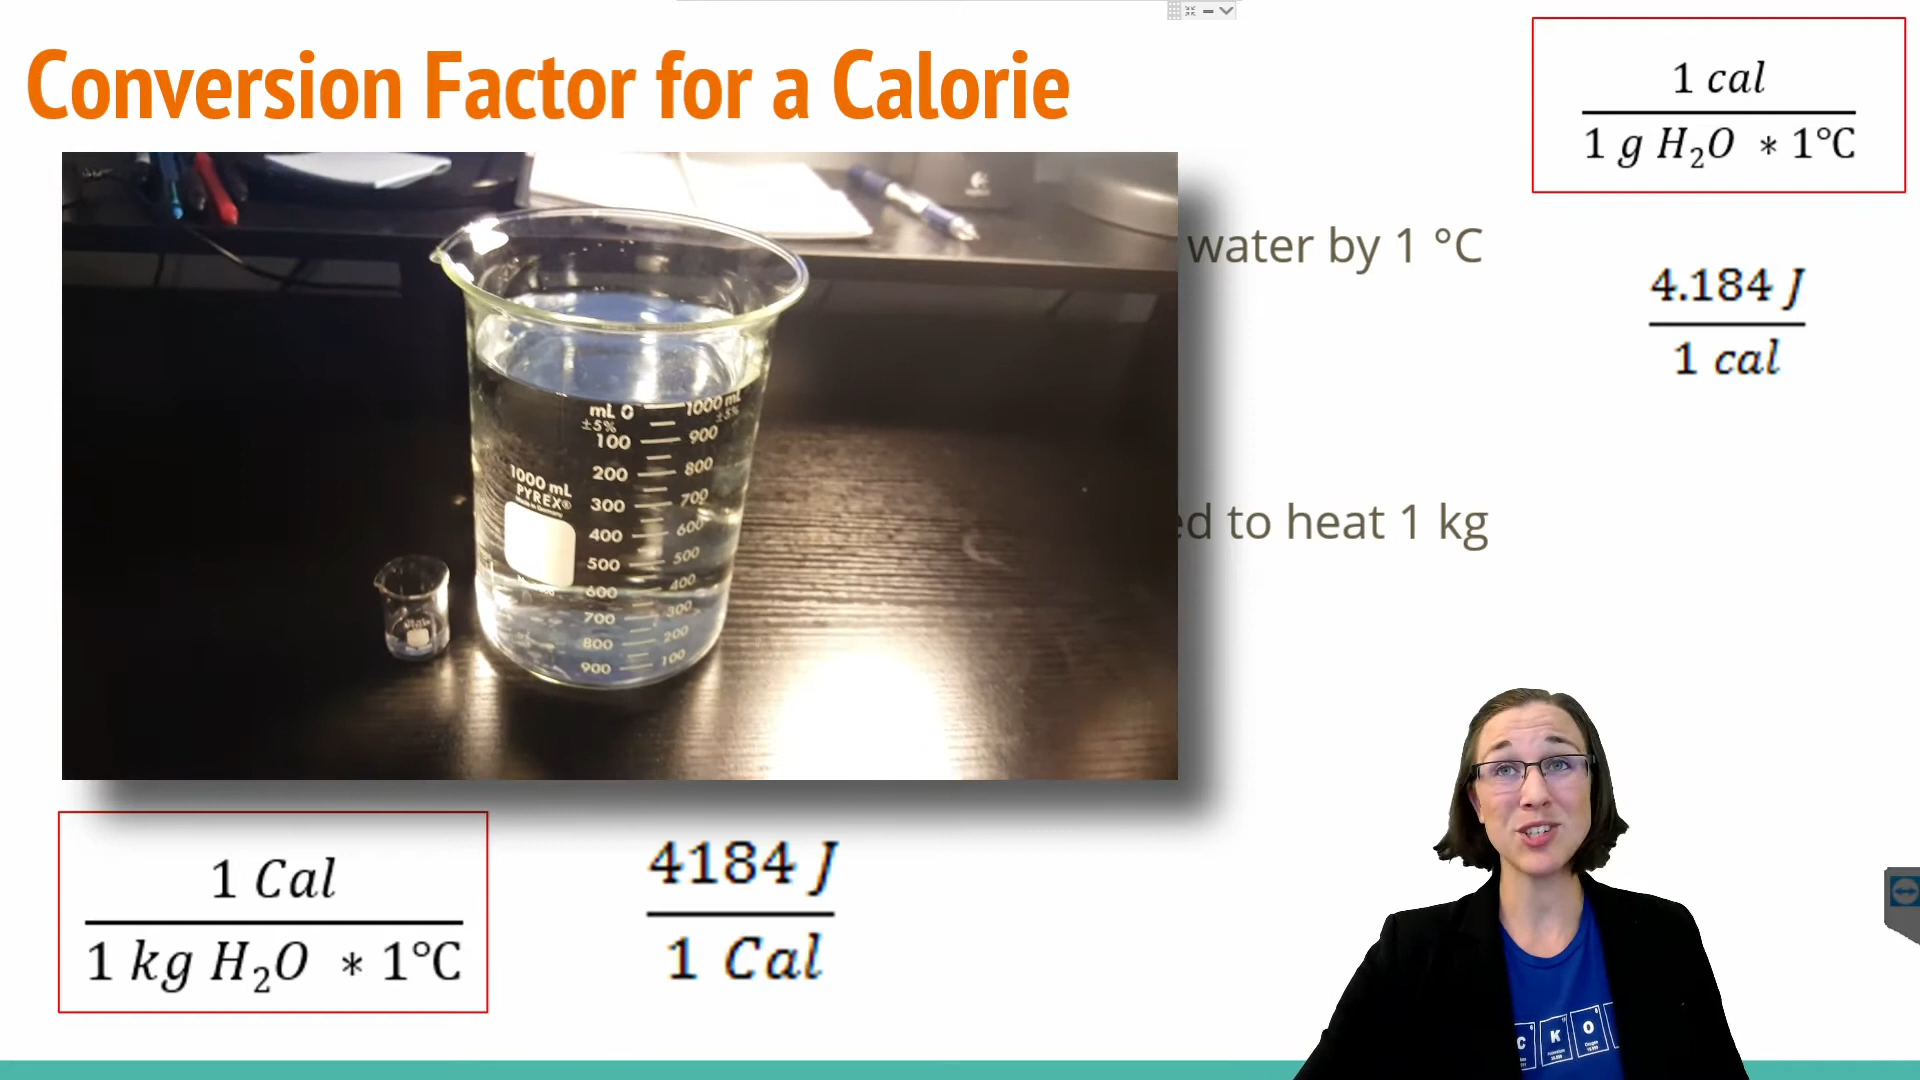 Conversion Factor for a Calorie
1 cal
1 g H₂O * 1°C
water by 1 °C
4.184 J
1 cal
mL 0 1000 mL
±5% ±5%
100 900
200 800
1000 mL
PYREX®
300 700
400 600
500 500
600 400
700 300
800 200
900 100
ed to heat 1 kg
1 Cal
1 kg H₂O * 1°C
4184 J
1 Cal
C K O